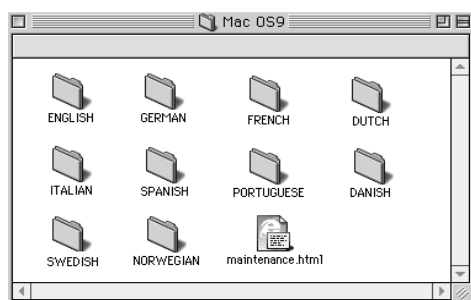 Mac OS9
ENGLISH GERMAN FRENCH DUTCH
ITALIAN SPANISH PORTUGUESE DANISH
SWEDISH NORWEGIAN maintenance.html